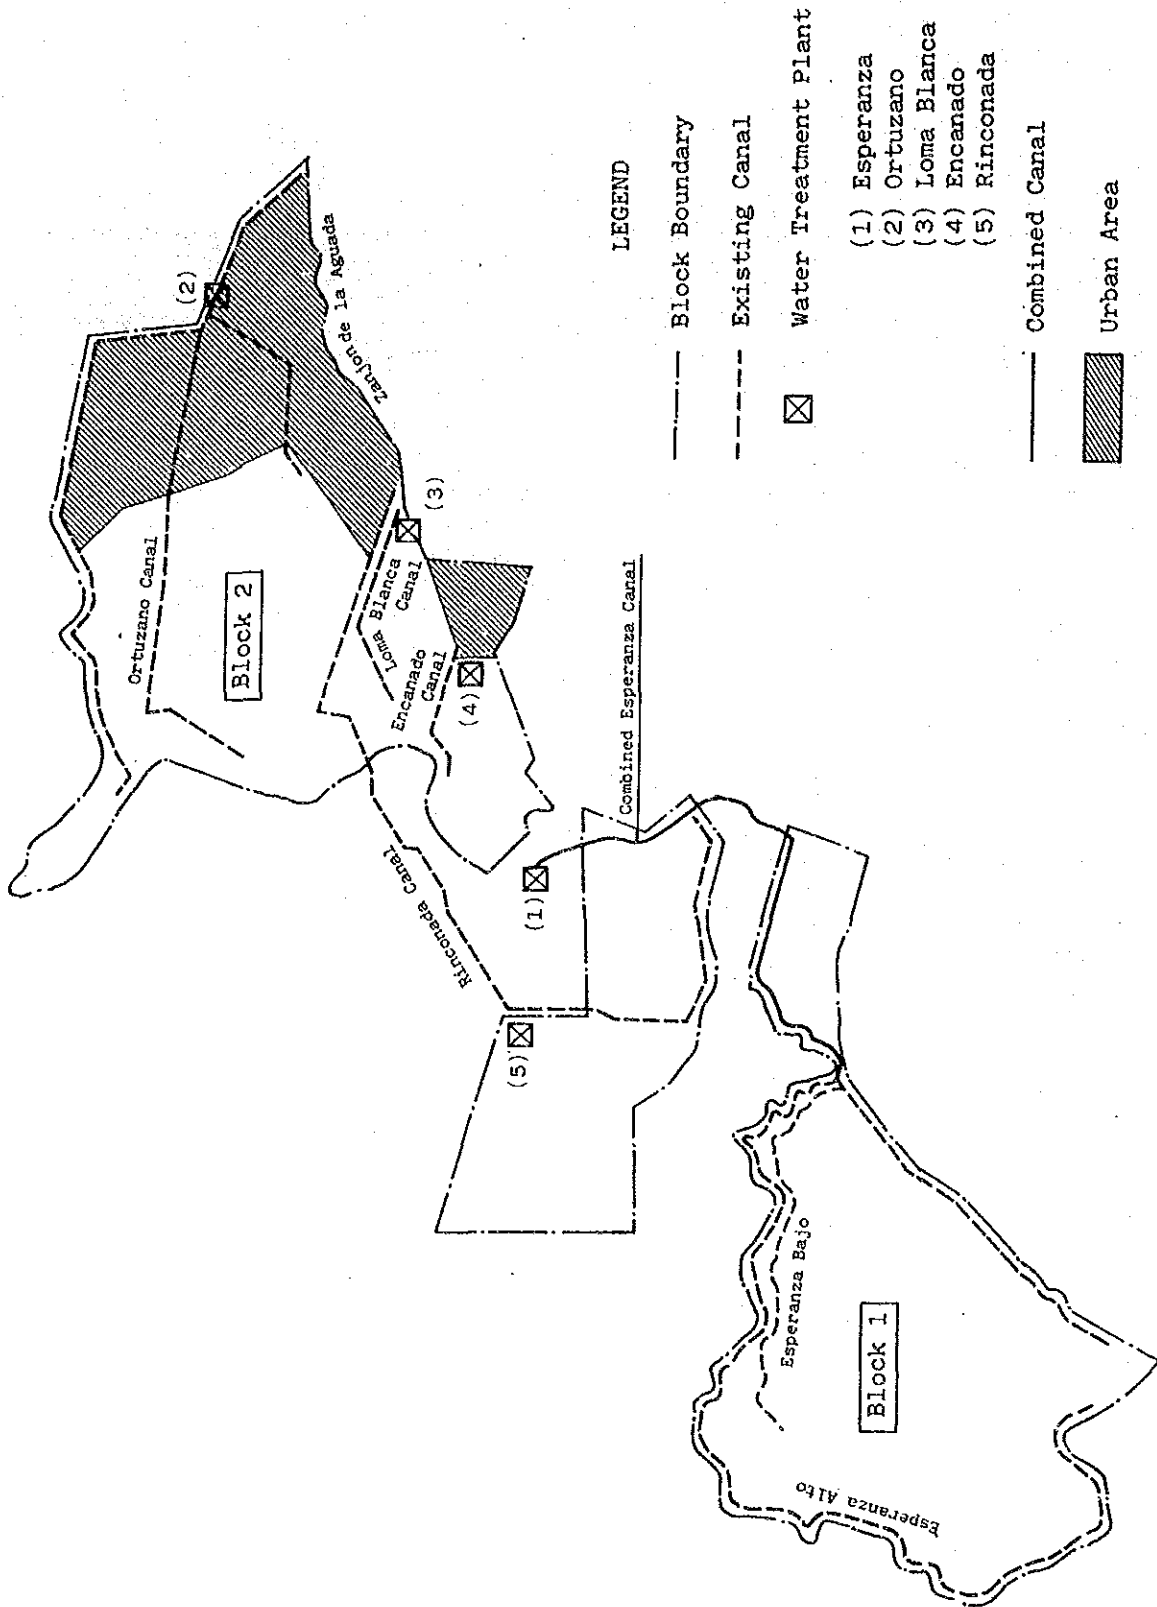 (2)
Zanjon de la Aguada
Ortuzano Canal
Block 2
(3)
Loma Blanca
Canal
Encanado
Canal
(4)
Combined Esperanza Canal
(1)
Rinconada Canal
(5)
Esperanza Bajo
Block 1
Esperanza Alto
LEGEND
Block Boundary
Existing Canal
Water Treatment Plant
(1) Esperanza
(2) Ortuzano
(3) Loma Blanca
(4) Encanado
(5) Rinconada
Combined Canal
Urban Area